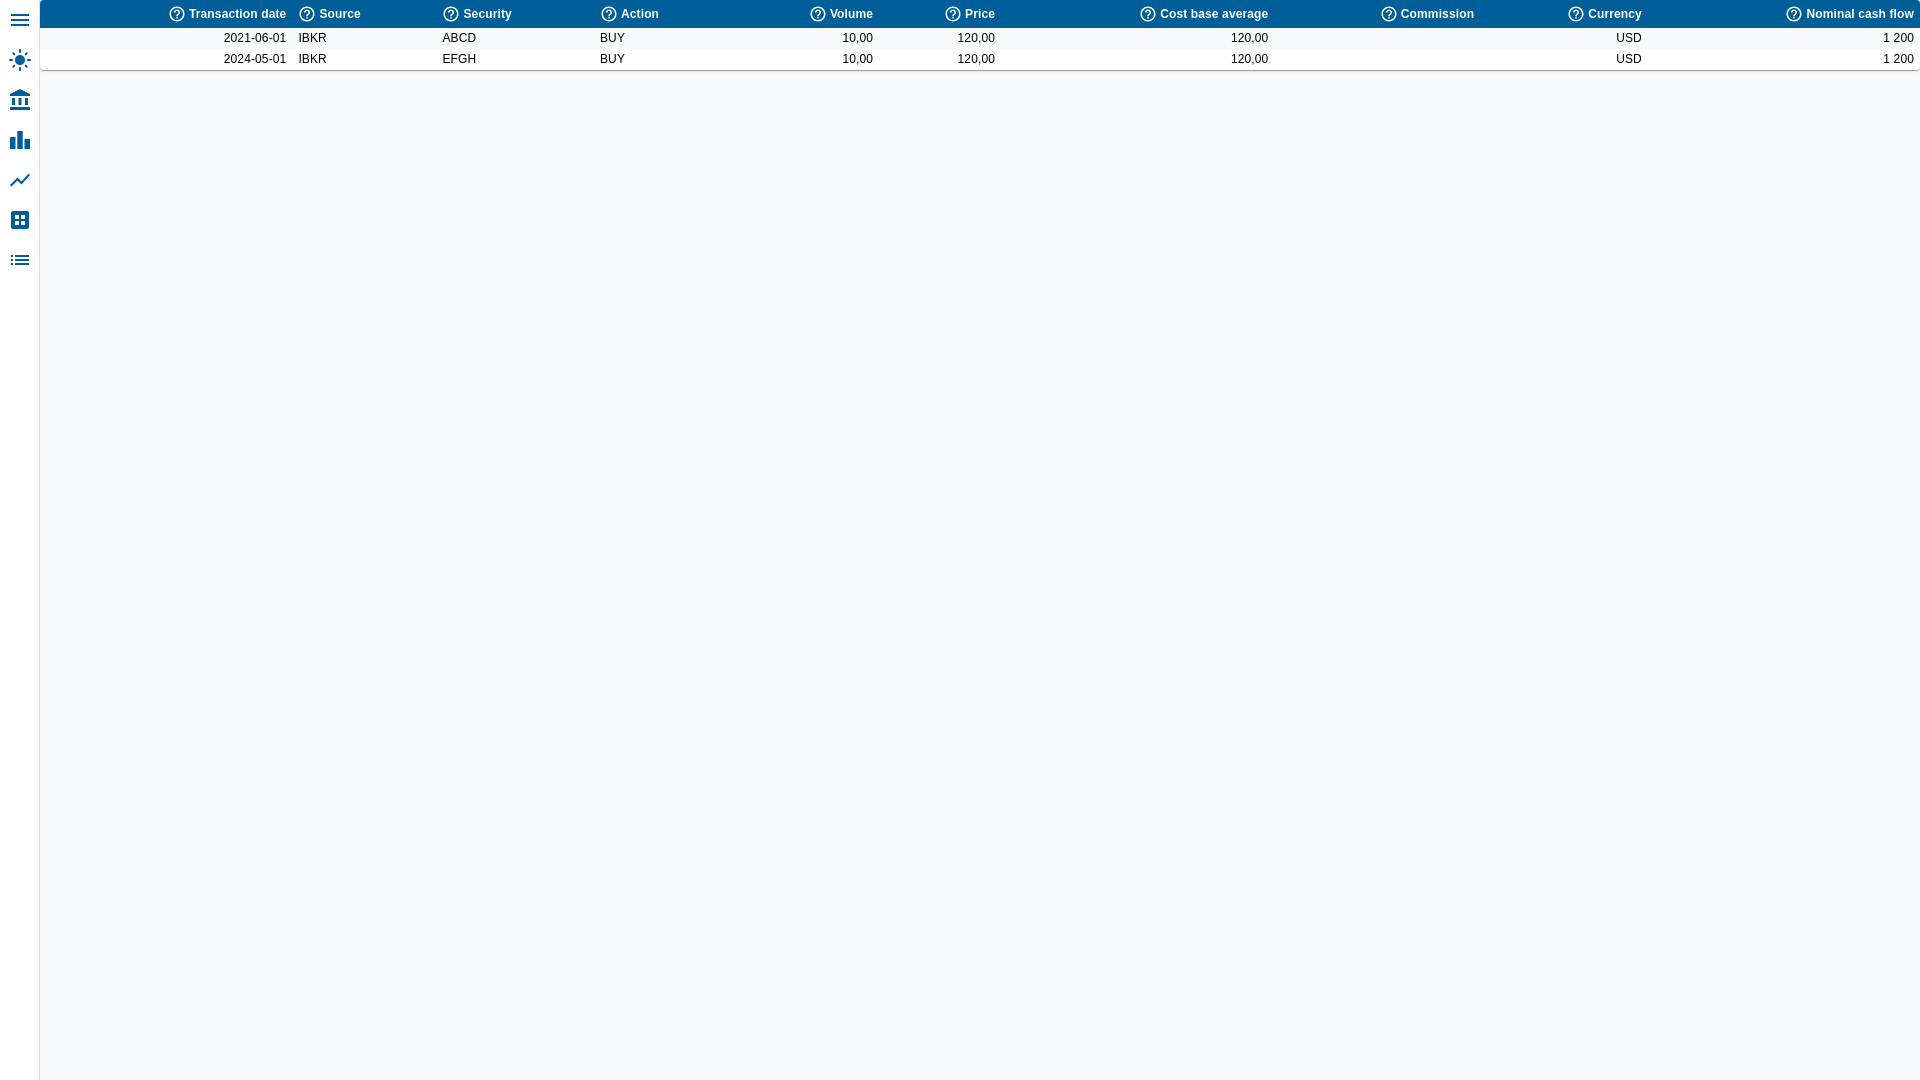 Transaction date Source Security Action Volume Price Cost base average Commission Currency Nominal cash flow
2021-06-01 IBKR ABCD BUY 10,00 120,00 120,00 USD 1 200
2024-05-01 IBKR EFGH BUY 10,00 120,00 120,00 USD 1 200